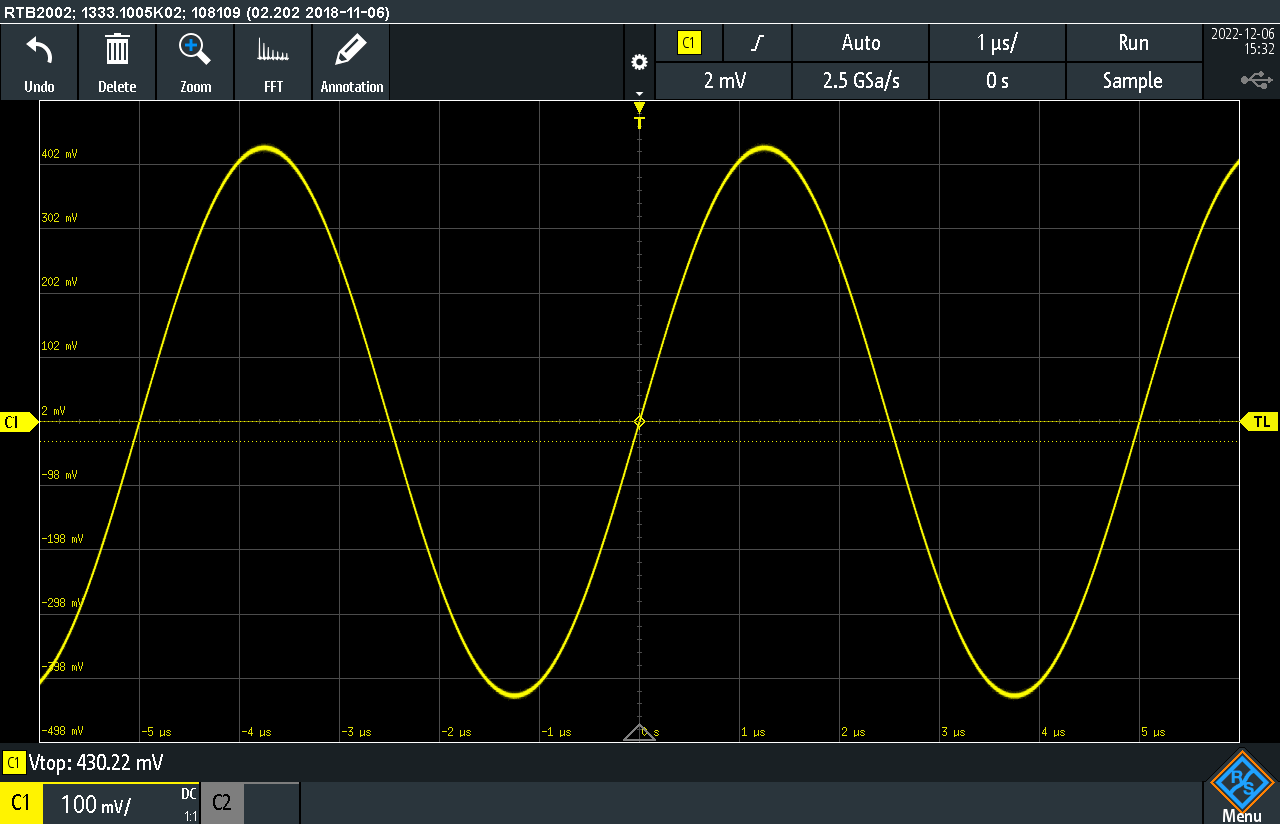 RTB2002; 1333.1005K02; 108109 (02.202 2018-11-06)
Undo
Delete
Zoom
FFT
Annotation
C1
Auto
1 µs/
Run
2 mV
2.5 GSa/s
0 s
Sample
2022-12-06
15:32
T
402 mV
302 mV
202 mV
102 mV
2 mV
-98 mV
-198 mV
-298 mV
-398 mV
-498 mV
C1
TL
-5 µs
-4 µs
-3 µs
-2 µs
-1 µs
0 s
1 µs
2 µs
3 µs
4 µs
5 µs
C1 Vtop: 430.22 mV
C1 100 mV/
DC
1:1
C2
R S
Menu